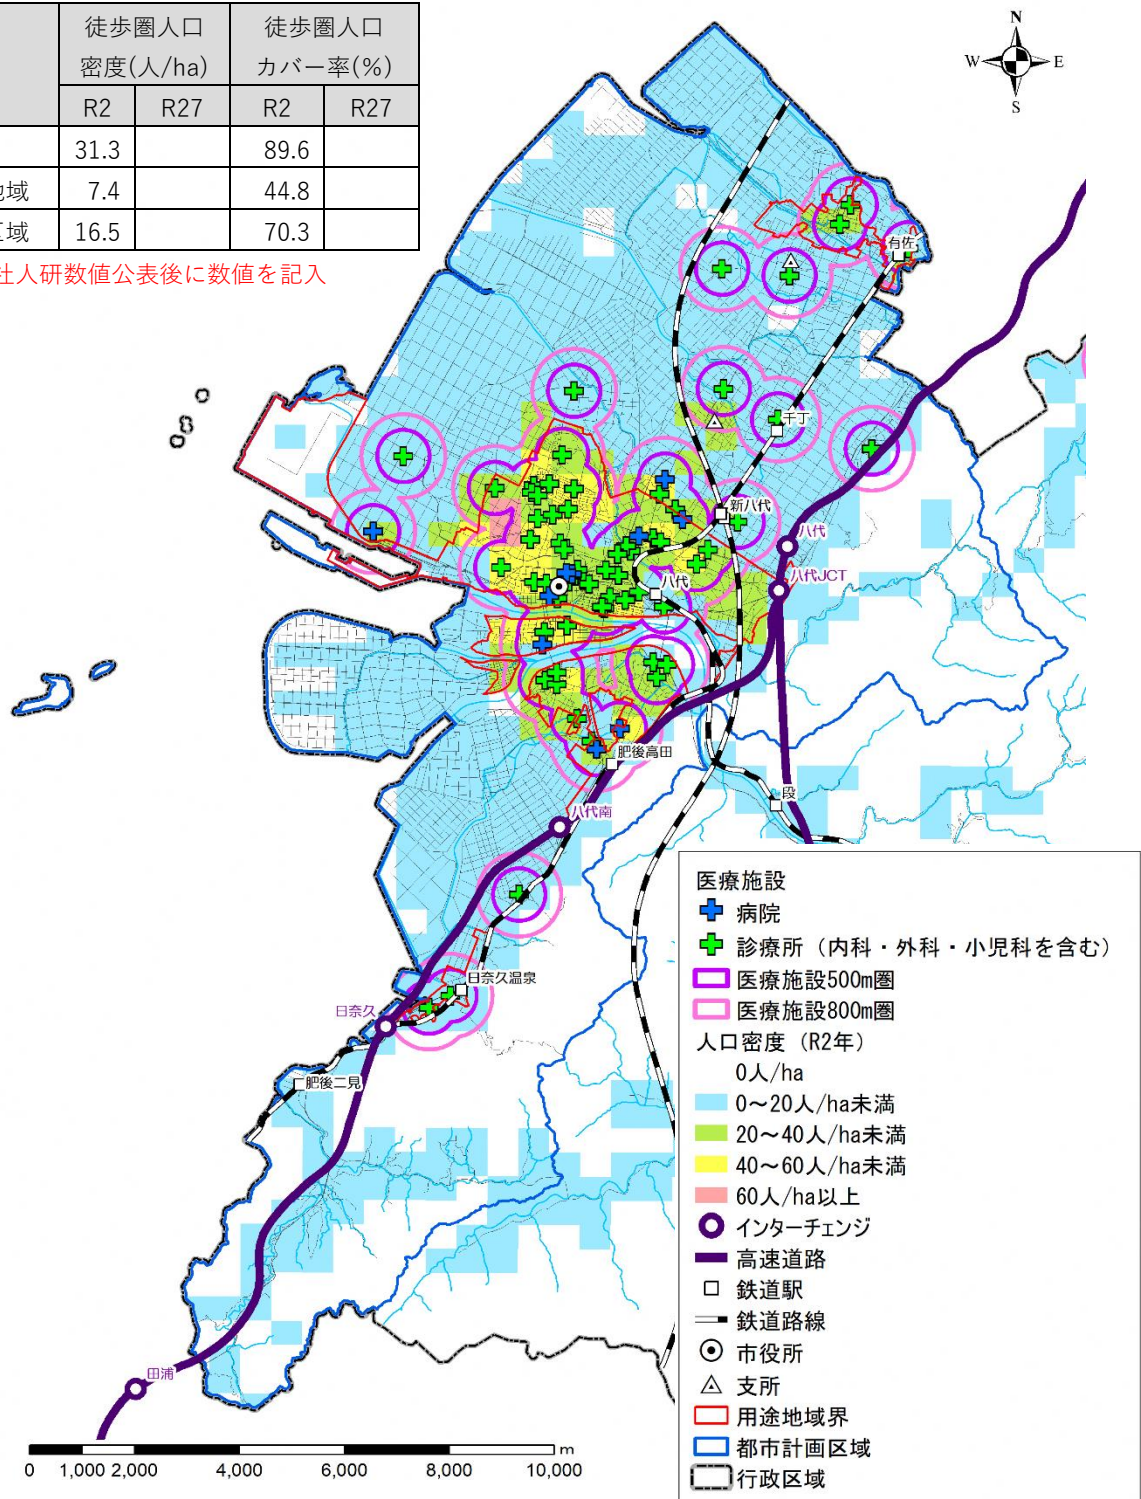 徒歩圏人口
密度(人/ha)
徒歩圏人口
カバー率(%)
R2 R27 R2 R27
31.3 89.6
域 7.4 44.8
域 16.5 70.3
社人研数値公表後に数値を記入
N
W E
S
有佐
千丁
新八代
八代
八代JCT
八代
肥後高田
段
八代南
日奈久温泉
日奈久
肥後二見
田浦
医療施設
病院
診療所（内科・外科・小児科を含む）
医療施設500m圏
医療施設800m圏
人口密度（R2年）
0人/ha
0～20人/ha未満
20～40人/ha未満
40～60人/ha未満
60人/ha以上
インターチェンジ
高速道路
鉄道駅
鉄道路線
市役所
支所
用途地域界
都市計画区域
行政区域
m
0 1,000 2,000 4,000 6,000 8,000 10,000